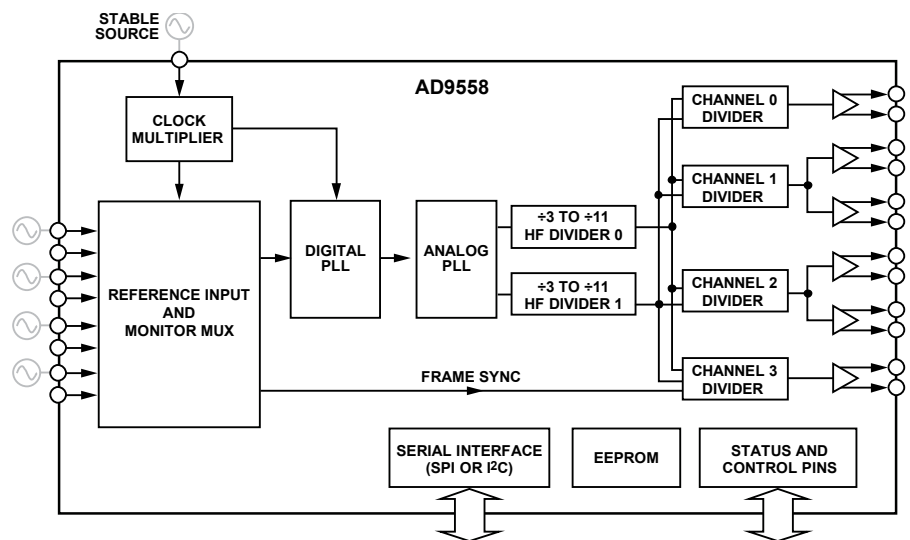 STABLE
SOURCE
AD9558
CLOCK
MULTIPLIER
REFERENCE INPUT
AND
MONITOR MUX
DIGITAL
PLL
ANALOG
PLL
÷3 TO ÷11
HF DIVIDER 0
÷3 TO ÷11
HF DIVIDER 1
CHANNEL 0
DIVIDER
CHANNEL 1
DIVIDER
CHANNEL 2
DIVIDER
CHANNEL 3
DIVIDER
FRAME SYNC
SERIAL INTERFACE
(SPI OR I²C)
EEPROM
STATUS AND
CONTROL PINS